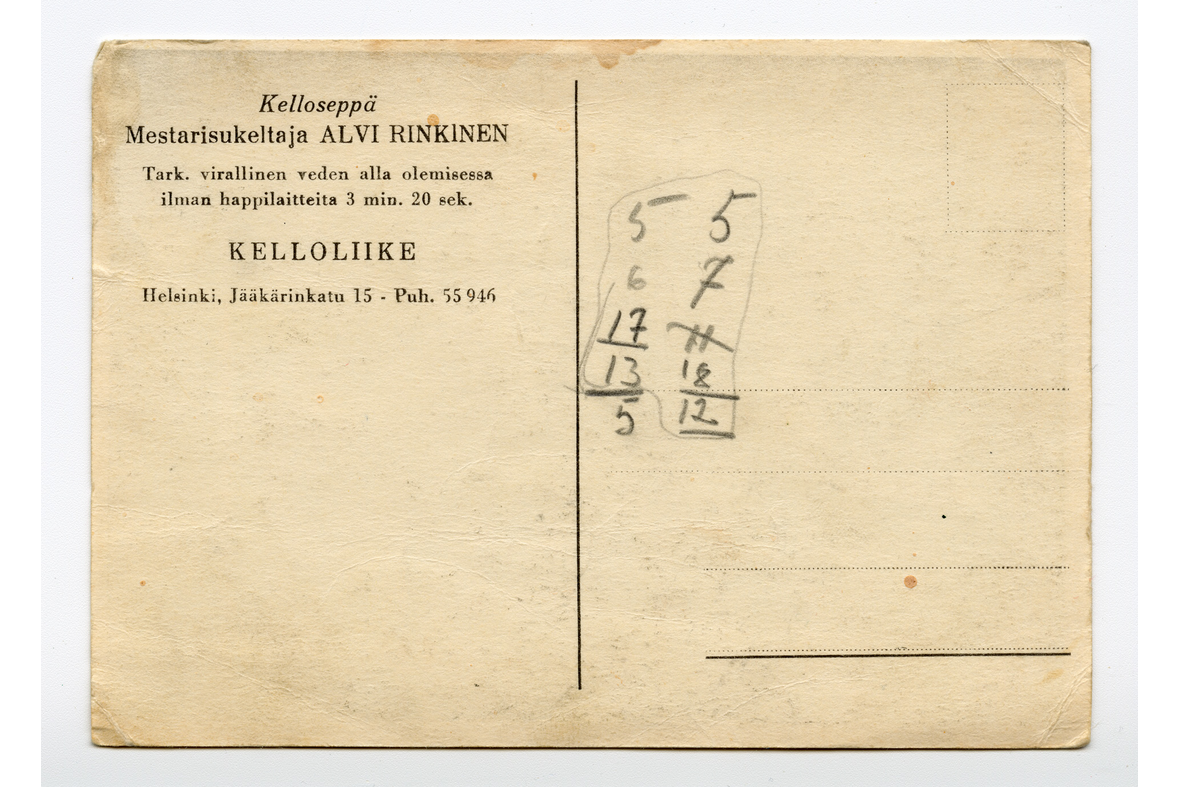 Kelloseppä
Mestarisukeltaja ALVI RINKINEN
Tark. virallinen veden alla olemisessa
ilman happilaitteita 3 min. 20 sek.
KELLOLIIKE
Helsinki, Jääkärinkatu 15 - Puh. 55 946
5 5
6 7
17 11
13 18
5 12